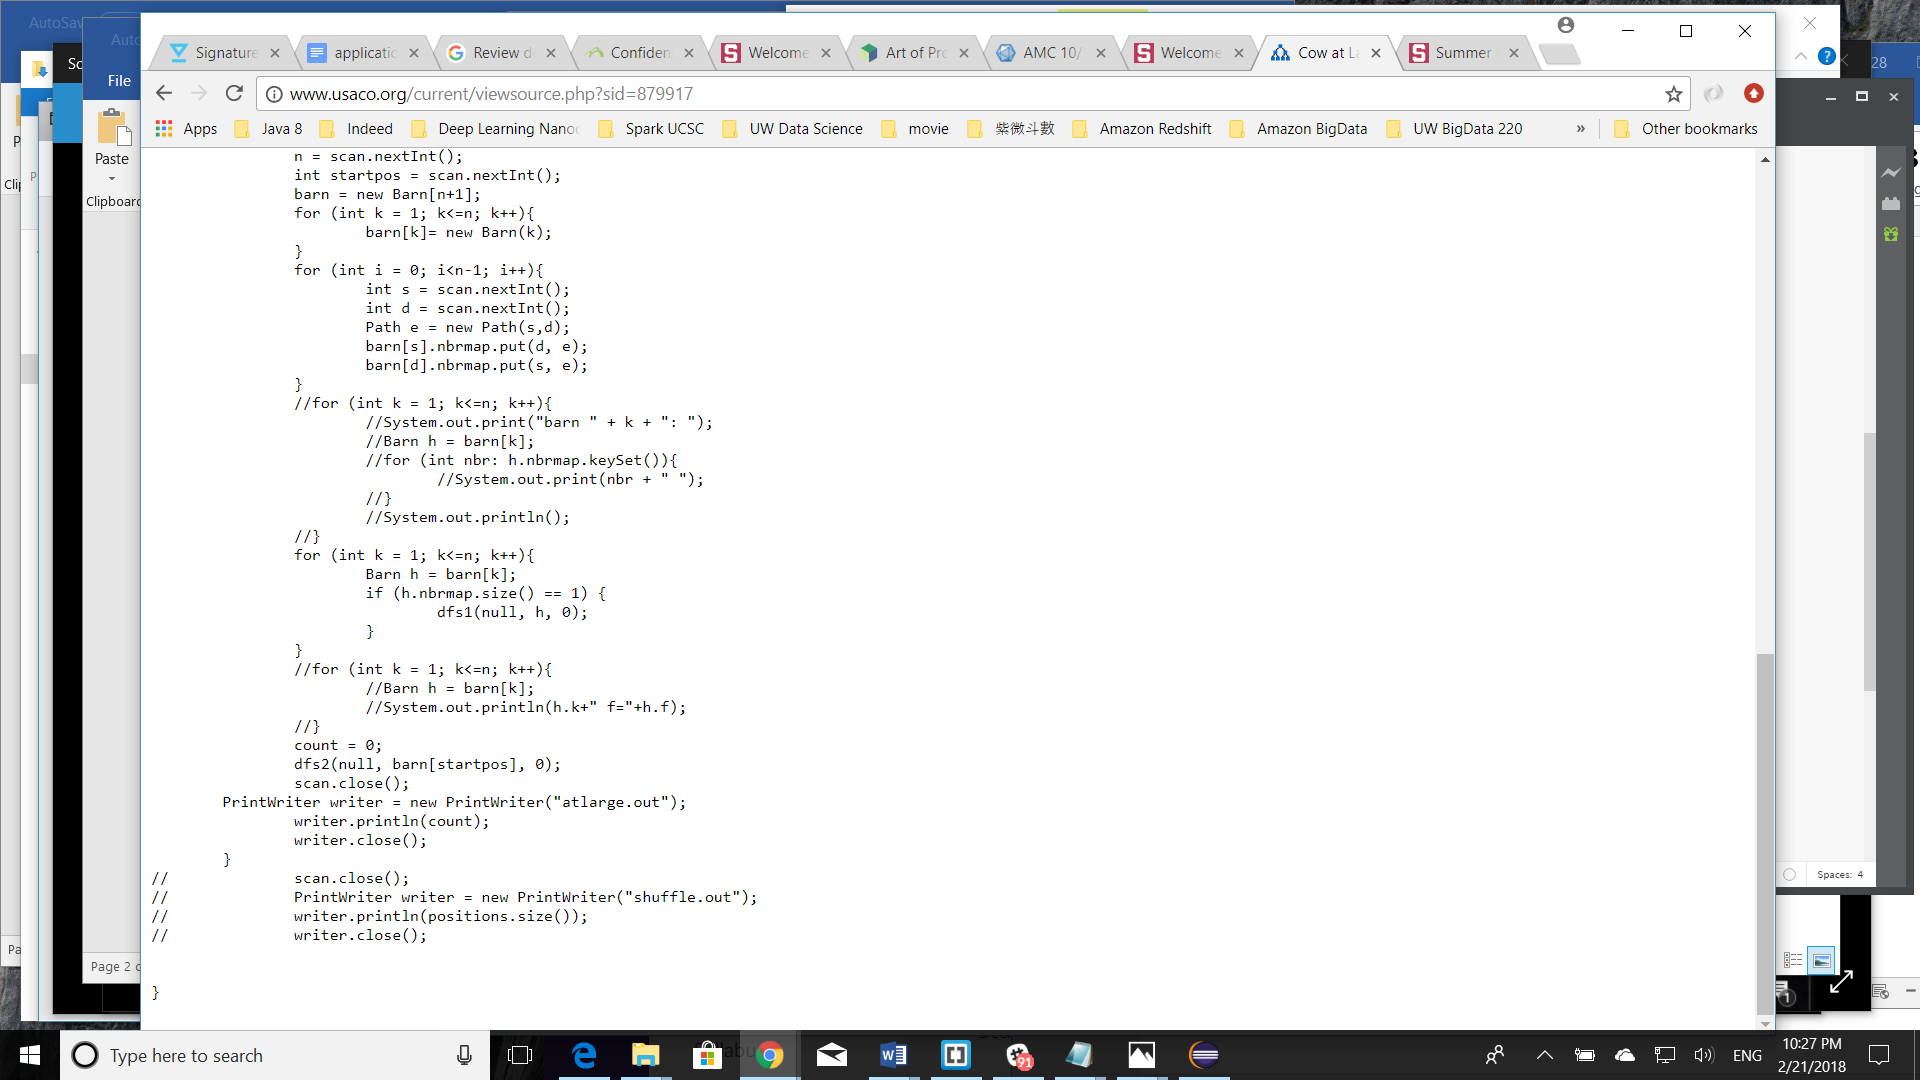 AutoSav
Signature
applicatic
Review d
Confiden
Welcome
Art of Pro
AMC 10/
Welcome
Cow at La
Summer
28
Aut
Sc
File
www.usaco.org/current/viewsource.php?sid=879917
Apps
Java 8
Indeed
Deep Learning Nano
Spark UCSC
UW Data Science
movie
紫微斗數
Amazon Redshift
Amazon BigData
UW BigData 220
»
Other bookmarks
Paste
Clipboard
n = scan.nextInt();
int startpos = scan.nextInt();
barn = new Barn[n+1];
for (int k = 1; k<=n; k++){
barn[k]= new Barn(k);
}
for (int i = 0; i<n-1; i++){
int s = scan.nextInt();
int d = scan.nextInt();
Path e = new Path(s,d);
barn[s].nbrmap.put(d, e);
barn[d].nbrmap.put(s, e);
}
//for (int k = 1; k<=n; k++){
//System.out.print("barn " + k + ": ");
//Barn h = barn[k];
//for (int nbr: h.nbrmap.keySet()){
//System.out.print(nbr + " ");
//}
//System.out.println();
//}
for (int k = 1; k<=n; k++){
Barn h = barn[k];
if (h.nbrmap.size() == 1) {
dfs1(null, h, 0);
}
}
//for (int k = 1; k<=n; k++){
//Barn h = barn[k];
//System.out.println(h.k+" f="+h.f);
//}
count = 0;
dfs2(null, barn[startpos], 0);
scan.close();
PrintWriter writer = new PrintWriter("atlarge.out");
writer.println(count);
writer.close();
}
// scan.close();
// PrintWriter writer = new PrintWriter("shuffle.out");
// writer.println(positions.size());
// writer.close();
}
Spaces: 4
Pa
Page 2 o
1
Type here to search
91
ENG
10:27 PM
2/21/2018